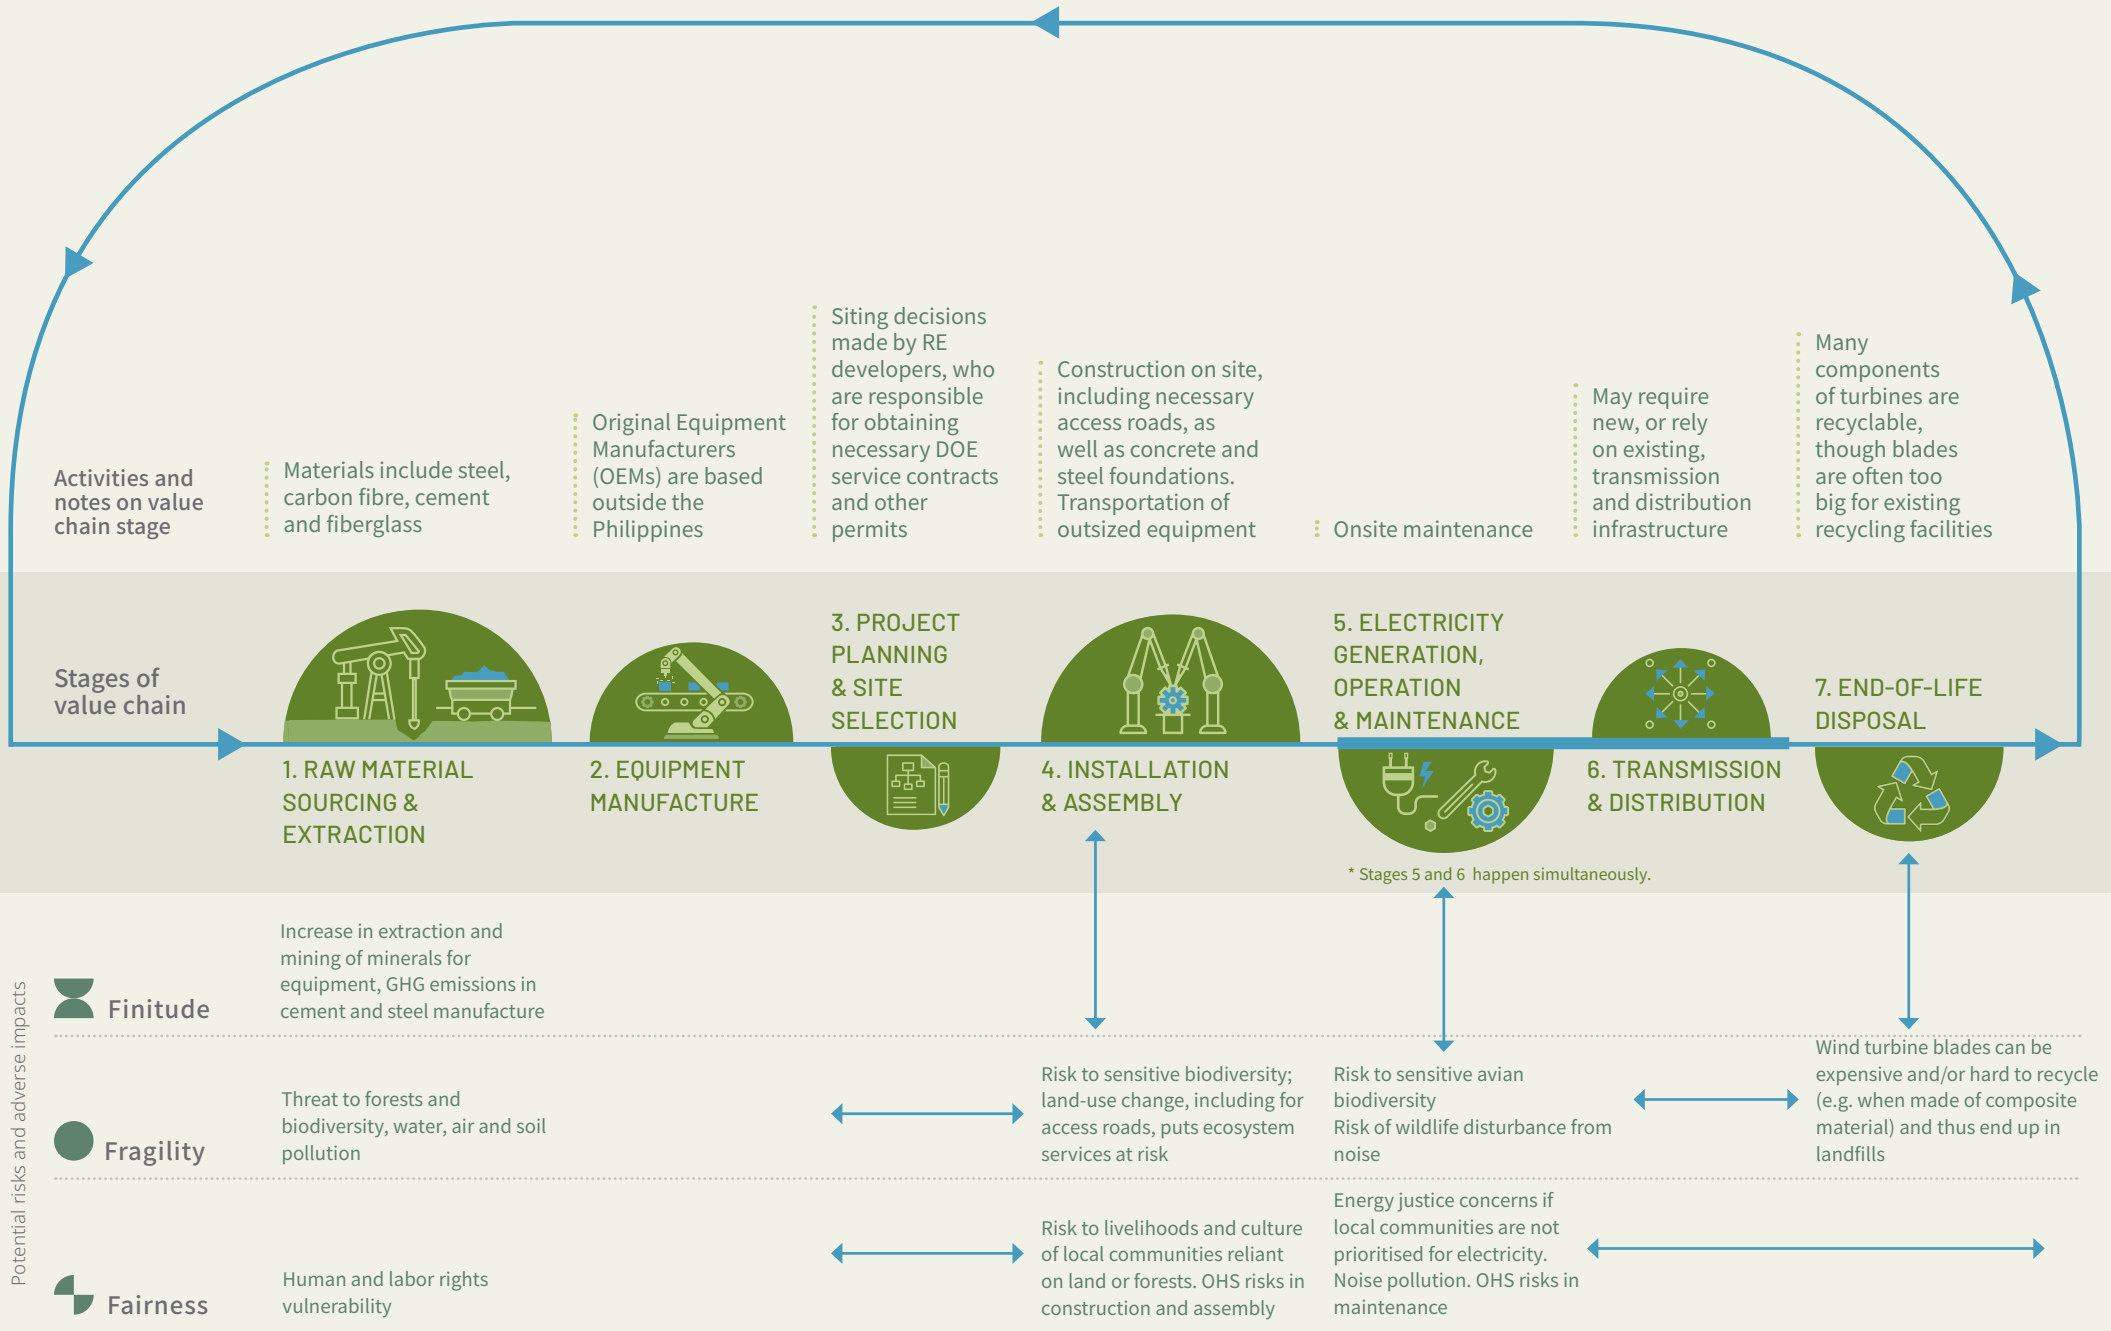 Activities and
notes on value
chain stage
Materials include steel,
carbon fibre, cement
and fiberglass
Original Equipment
Manufacturers
(OEMs) are based
outside the
Philippines
Siting decisions
made by RE
developers, who
are responsible
for obtaining
necessary DOE
service contracts
and other
permits
Construction on site,
including necessary
access roads, as
well as concrete and
steel foundations.
Transportation of
outsized equipment
Onsite maintenance
May require
new, or rely
on existing,
transmission
and distribution
infrastructure
Many
components
of turbines are
recyclable,
though blades
are often too
big for existing
recycling facilities
Stages of
value chain
1. RAW MATERIAL
SOURCING &
EXTRACTION
2. EQUIPMENT
MANUFACTURE
3. PROJECT
PLANNING
& SITE
SELECTION
4. INSTALLATION
& ASSEMBLY
5. ELECTRICITY
GENERATION,
OPERATION
& MAINTENANCE
6. TRANSMISSION
& DISTRIBUTION
7. END-OF-LIFE
DISPOSAL
* Stages 5 and 6 happen simultaneously.
Potential risks and adverse impacts
Finitude
Increase in extraction and
mining of minerals for
equipment, GHG emissions in
cement and steel manufacture
Fragility
Threat to forests and
biodiversity, water, air and soil
pollution
Risk to sensitive biodiversity;
land-use change, including for
access roads, puts ecosystem
services at risk
Risk to sensitive avian
biodiversity
Risk of wildlife disturbance from
noise
Wind turbine blades can be
expensive and/or hard to recycle
(e.g. when made of composite
material) and thus end up in
landfills
Fairness
Human and labor rights
vulnerability
Risk to livelihoods and culture
of local communities reliant
on land or forests. OHS risks in
construction and assembly
Energy justice concerns if
local communities are not
prioritised for electricity.
Noise pollution. OHS risks in
maintenance